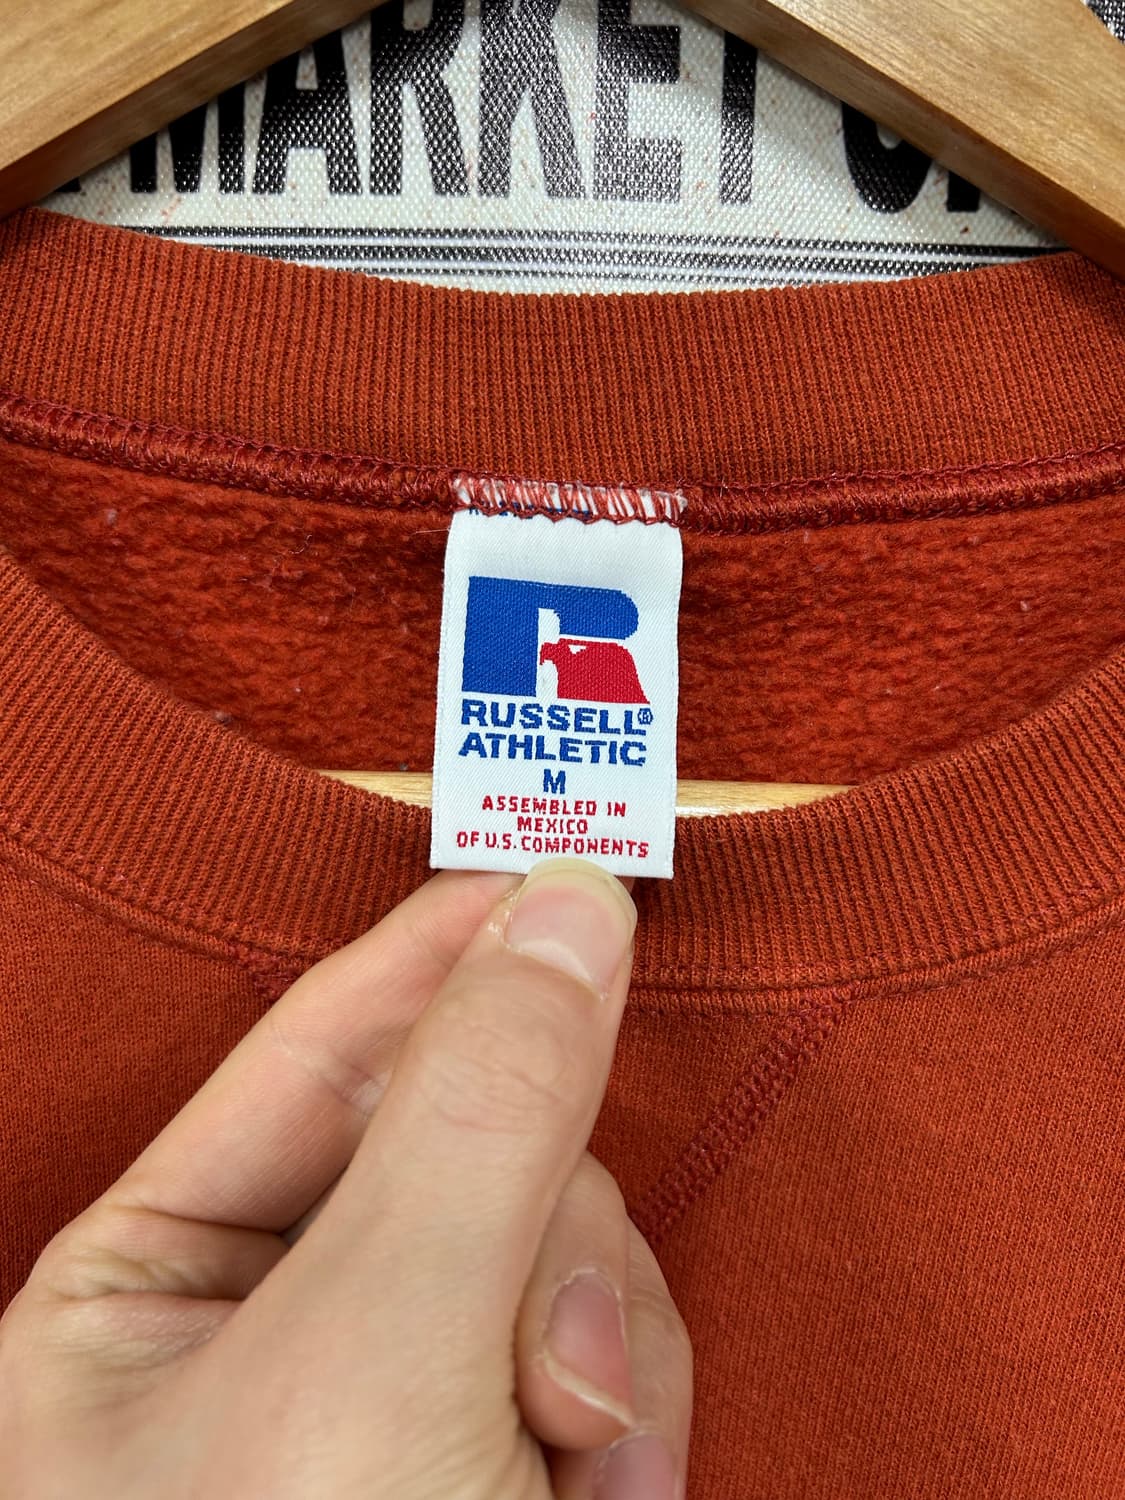 MARKET
RUSSELL®
ATHLETIC
M
ASSEMBLED IN
MEXICO
OF U.S. COMPONENTS